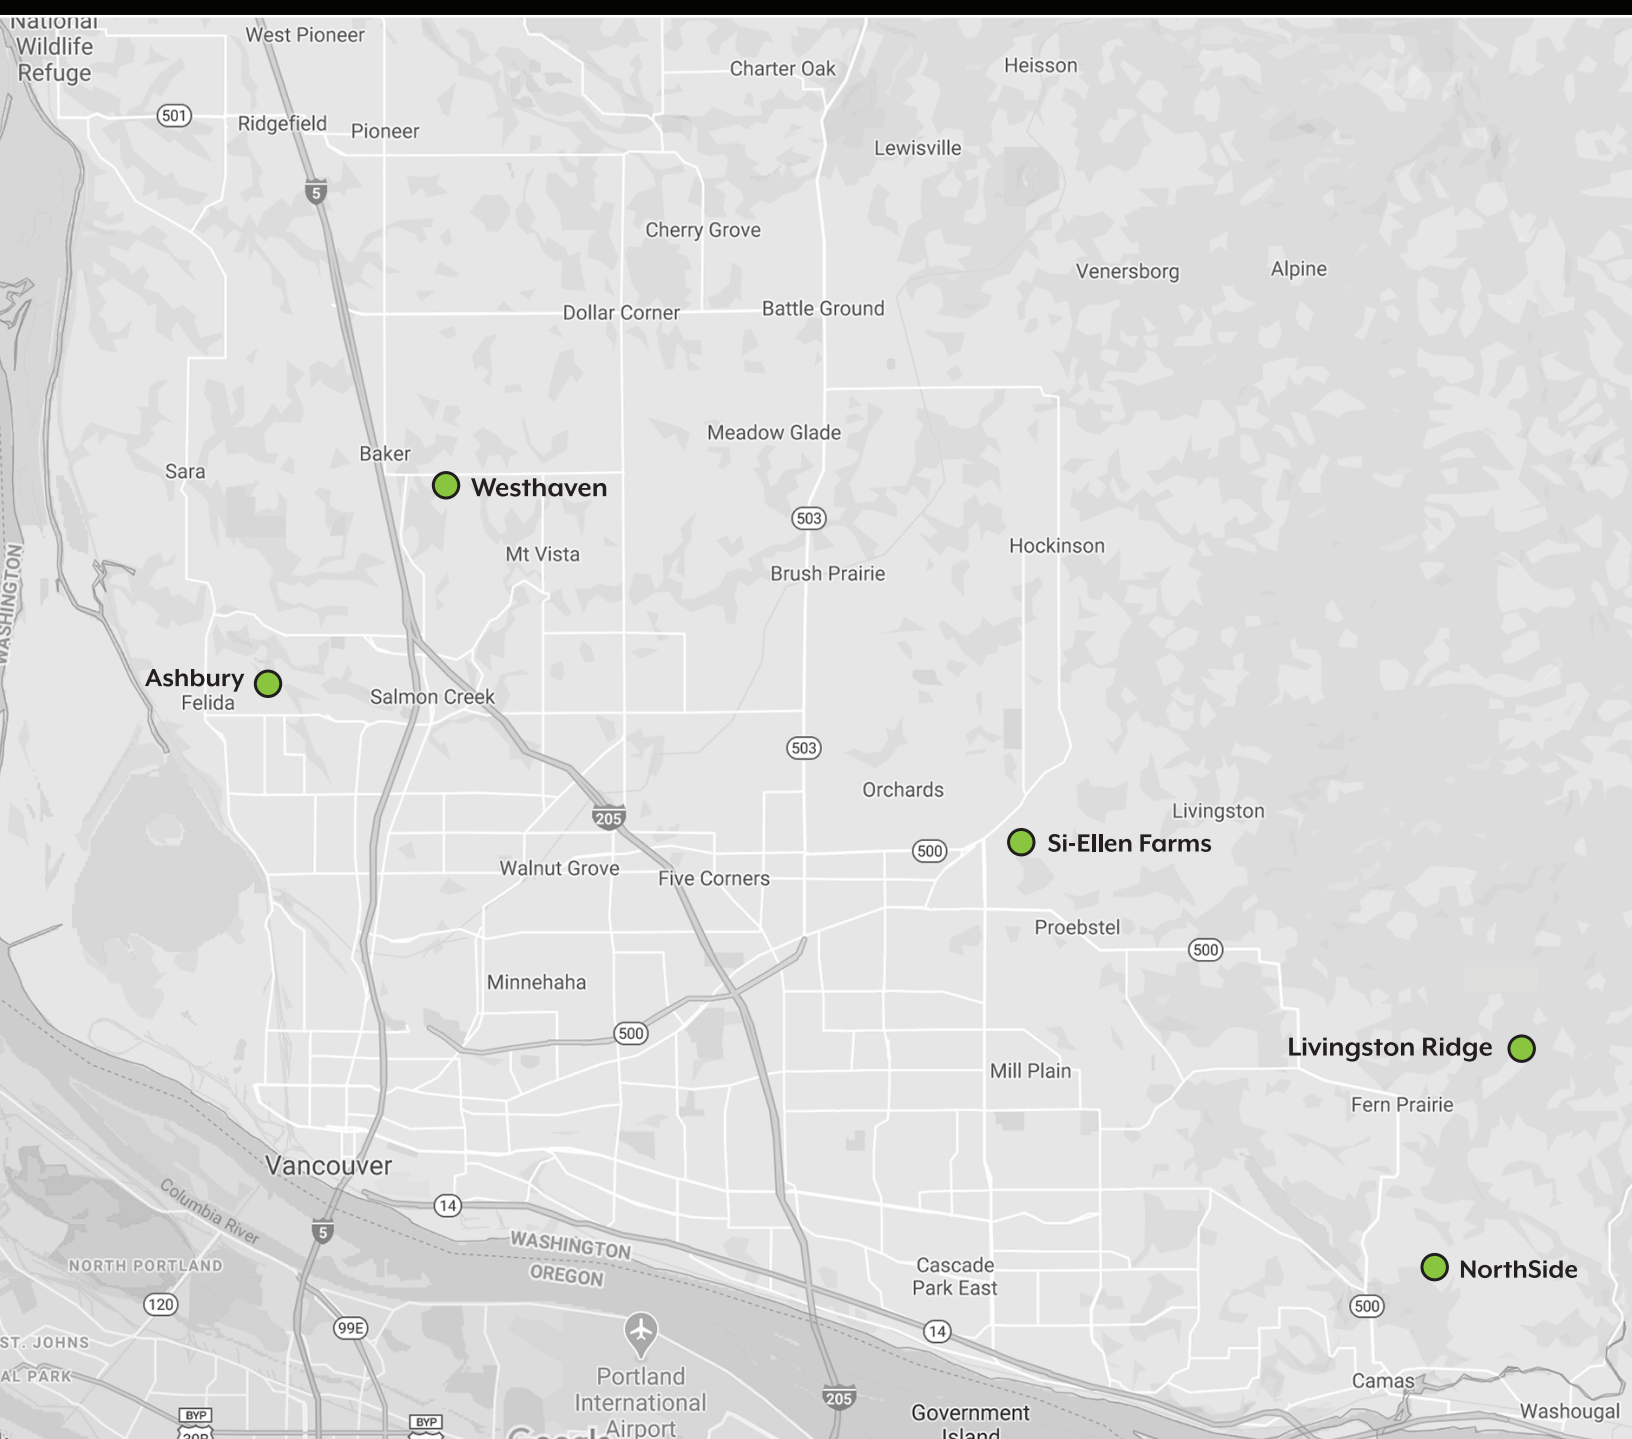 National
Wildlife
Refuge
West Pioneer
Charter Oak
Heisson
501
Ridgefield
Pioneer
Lewisville
5
Cherry Grove
Venersborg
Alpine
Dollar Corner
Battle Ground
Meadow Glade
Baker
Sara
Westhaven
503
Mt Vista
Hockinson
Brush Prairie
WASHINGTON
Ashbury
Felida
Salmon Creek
503
Orchards
Livingston
205
Si-Ellen Farms
500
Walnut Grove
Five Corners
Proebstel
500
Minnehaha
500
Livingston Ridge
Mill Plain
Fern Prairie
Vancouver
Columbia River
14
5
WASHINGTON
OREGON
NORTH PORTLAND
Cascade
Park East
NorthSide
120
99E
500
14
ST. JOHNS
AL PARK
Portland
International
Airport
205
Camas
Government
Island
Washougal
BYP
30B
BYP
Google